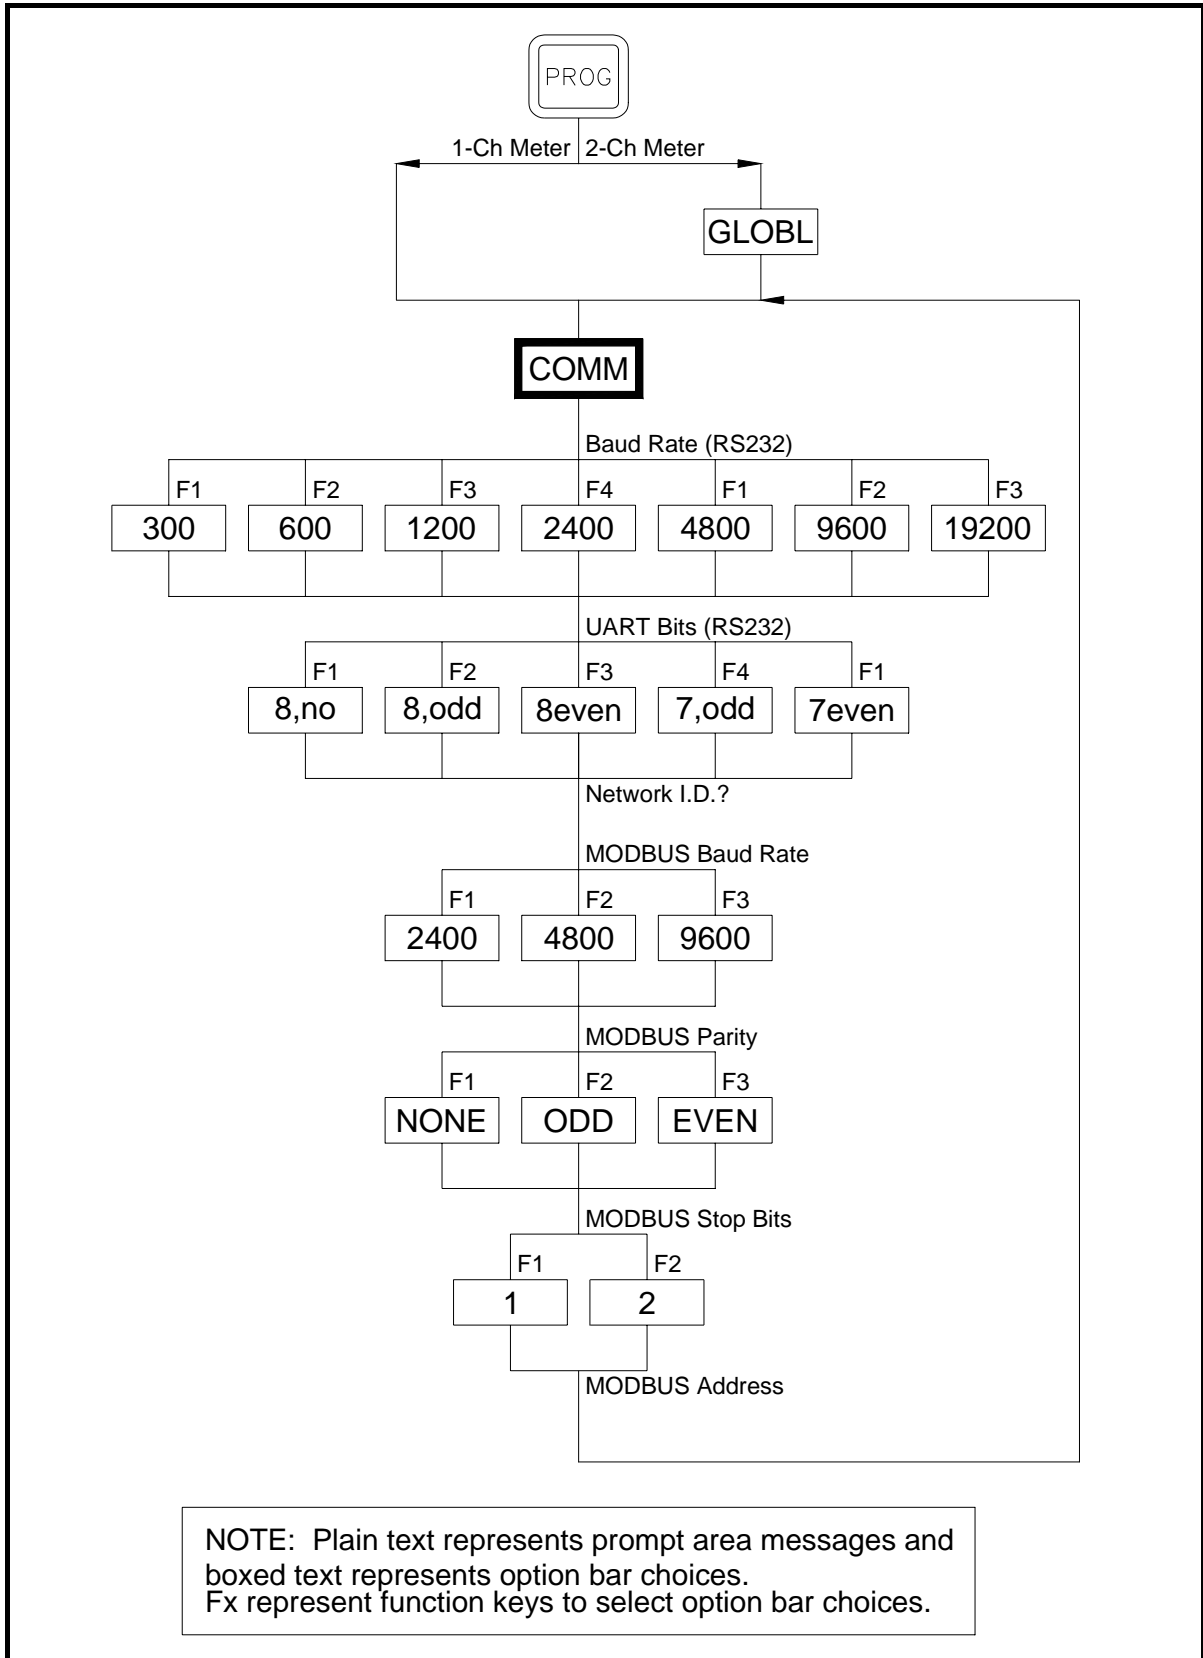 PROG
1-Ch Meter 2-Ch Meter
GLOBL
COMM
Baud Rate (RS232)
F1 F2 F3 F4 F1 F2 F3
300 600 1200 2400 4800 9600 19200
UART Bits (RS232)
F1 F2 F3 F4 F1
8,no 8,odd 8even 7,odd 7even
Network I.D.?
MODBUS Baud Rate
F1 F2 F3
2400 4800 9600
MODBUS Parity
F1 F2 F3
NONE ODD EVEN
MODBUS Stop Bits
F1 F2
1 2
MODBUS Address
NOTE: Plain text represents prompt area messages and
boxed text represents option bar choices.
Fx represent function keys to select option bar choices.